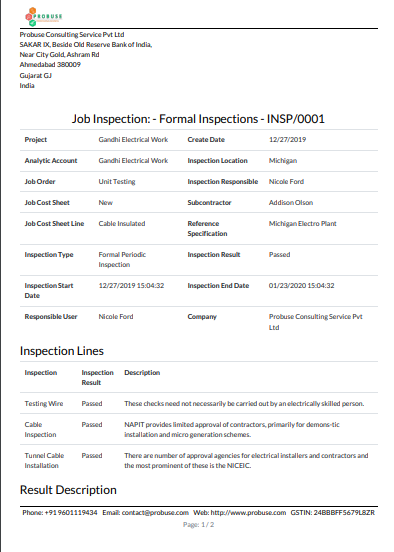 PROBUSE
Probuse Consulting Service Pvt Ltd
SAKAR IX, Beside Old Reserve Bank of India,
Near City Gold, Ashram Rd
Ahmedabad 380009
Gujarat GJ
India
Job Inspection: - Formal Inspections - INSP/0001
Project Gandhi Electrical Work Create Date 12/27/2019
Analytic Account Gandhi Electrical Work Inspection Location Michigan
Job Order Unit Testing Inspection Responsible Nicole Ford
Job Cost Sheet New Subcontractor Addison Olson
Job Cost Sheet Line Cable Insulated Reference Michigan Electro Plant
Specification
Inspection Type Formal Periodic Inspection Result Passed
Inspection
Inspection Start 12/27/2019 15:04:32 Inspection End Date 01/23/2020 15:04:32
Date
Responsible User Nicole Ford Company Probuse Consulting Service Pvt
Ltd
Inspection Lines
Inspection Inspection Description
Result
Testing Wire Passed These checks need not necessarily be carried out by an electrically skilled person.
Cable Passed NAPIT provides limited approval of contractors, primarily for demons-tic
Inspection installation and micro generation schemes.
Tunnel Cable Passed There are number of approval agencies for electrical installers and contractors and
Installation the most prominent of these is the NICEIC.
Result Description
Phone: +91 9601119434 Email: contact@probuse.com Web: http://www.probuse.com GSTIN: 24BBBFF5679L8ZR
Page: 1 / 2